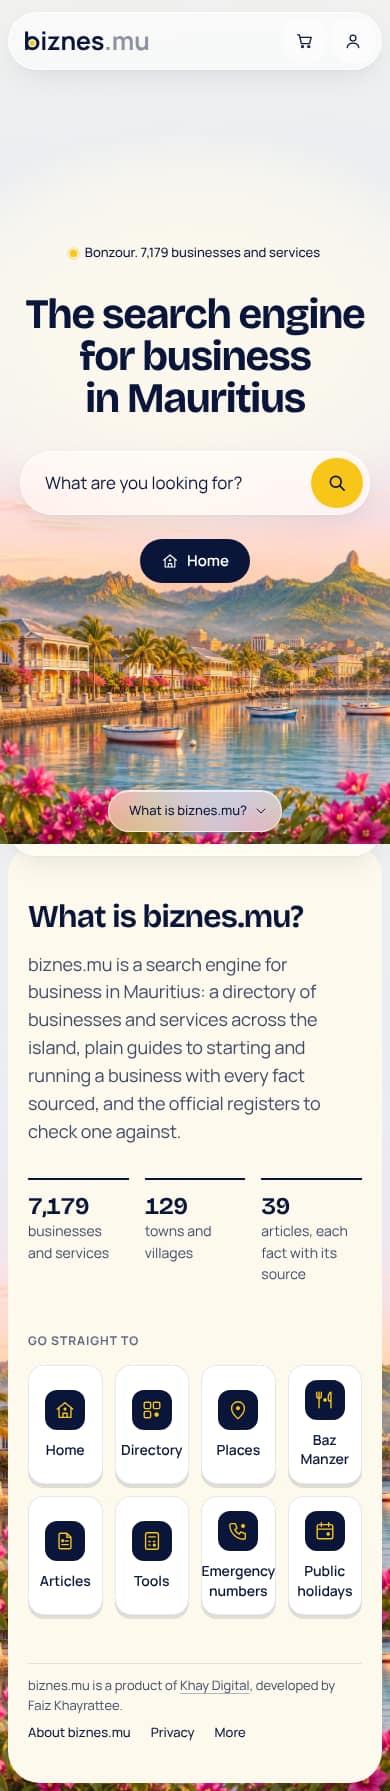 biznes.mu
Bonzour. 7,179 businesses and services
The search engine
for business
in Mauritius
What are you looking for?
Home
What is biznes.mu?
What is biznes.mu?
biznes.mu is a search engine for
business in Mauritius: a directory of
businesses and services across the
island, plain guides to starting and
running a business with every fact
sourced, and the official registers to
check one against.
7,179
businesses
and services
129
towns and
villages
39
articles, each
fact with its
source
GO STRAIGHT TO
Home
Directory
Places
Baz
Manzer
Articles
Tools
Emergency
numbers
Public
holidays
biznes.mu is a product of Khay Digital, developed by
Faiz Khayrattee.
About biznes.mu Privacy More